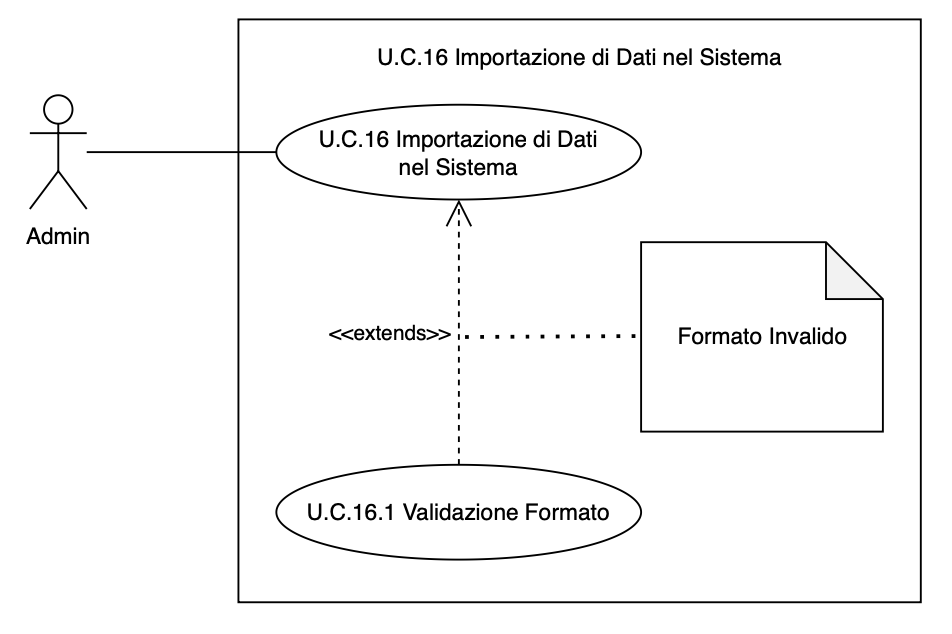 U.C.16 Importazione di Dati nel Sistema
U.C.16 Importazione di Dati
nel Sistema
Admin
<<extends>>
Formato Invalido
U.C.16.1 Validazione Formato